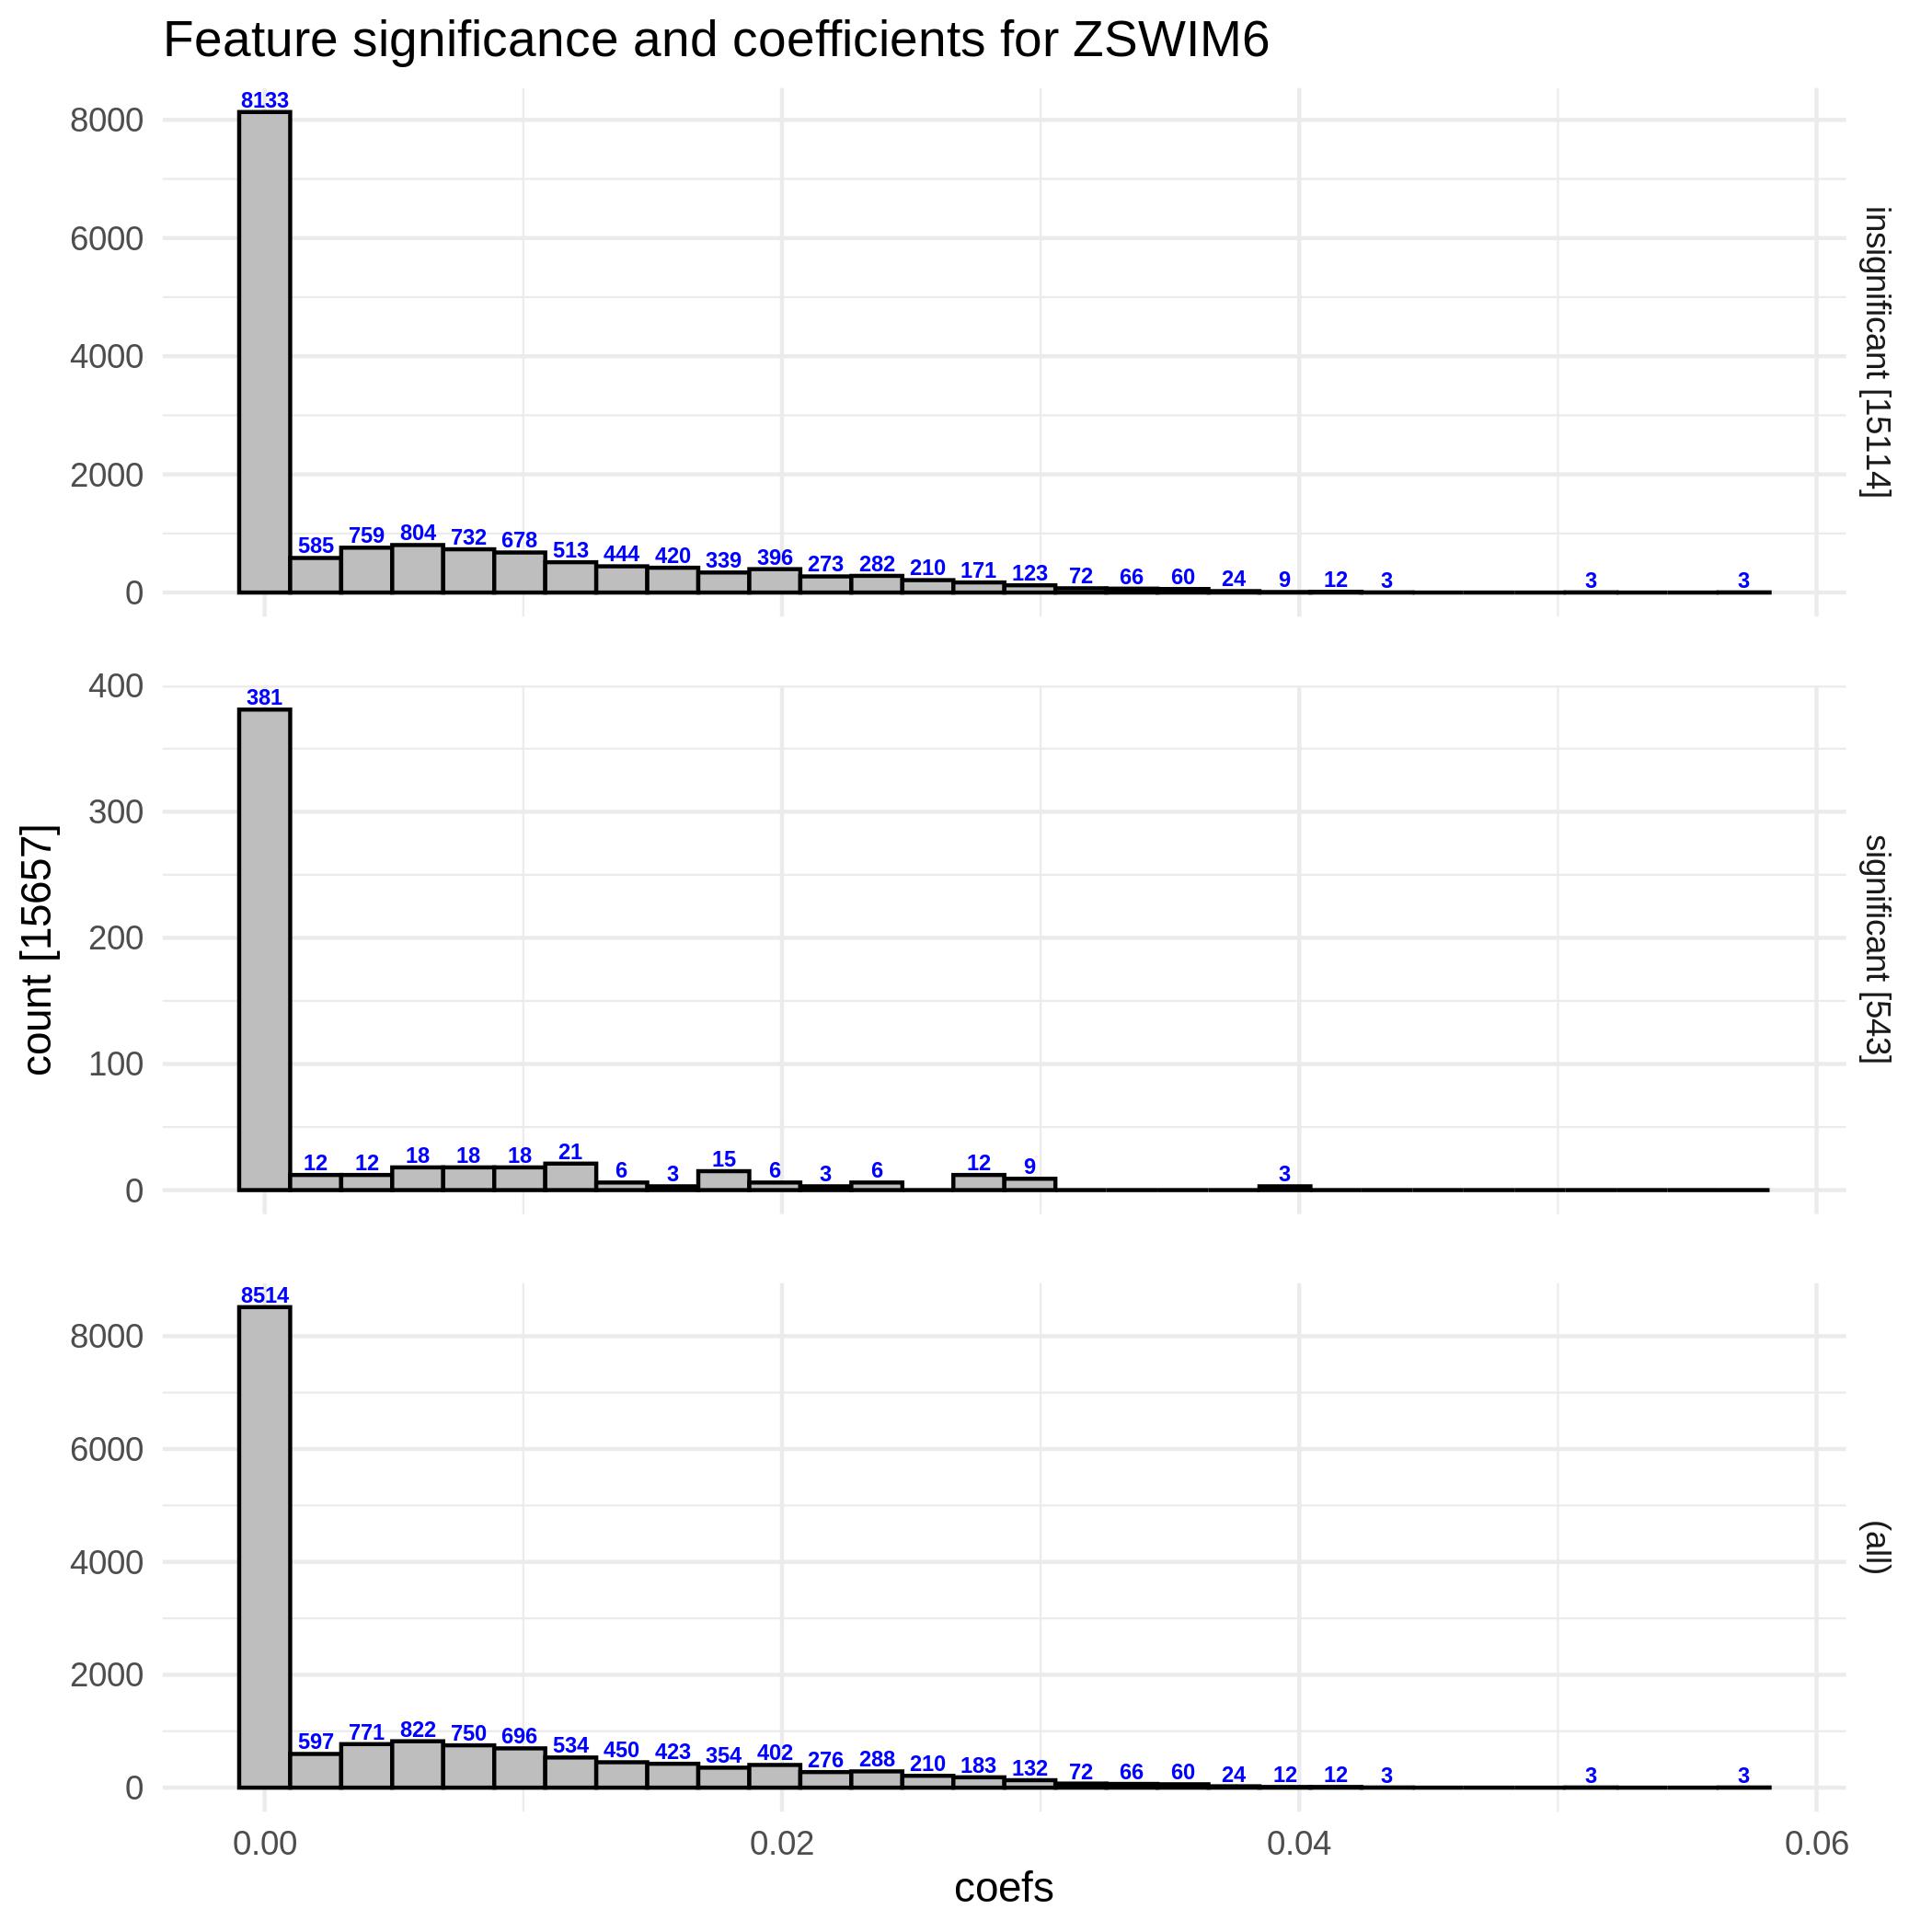 Feature significance and coefficients for ZSWIM6
8133
8000
6000
4000
2000
0
585 759 804 732 678 513 444 420 339 396 273 282 210 171 123 72 66 60 24 9 12 3 3 3
insignificant [15114]
400
381
300
200
100
0
12 12 18 18 18 21 6 3 15 6 3 6 12 9 3
significant [543]
count [15657]
8514
8000
6000
4000
2000
0
597 771 822 750 696 534 450 423 354 402 276 288 210 183 132 72 66 60 24 12 12 3 3 3
(all)
0.00 0.02 0.04 0.06
coefs